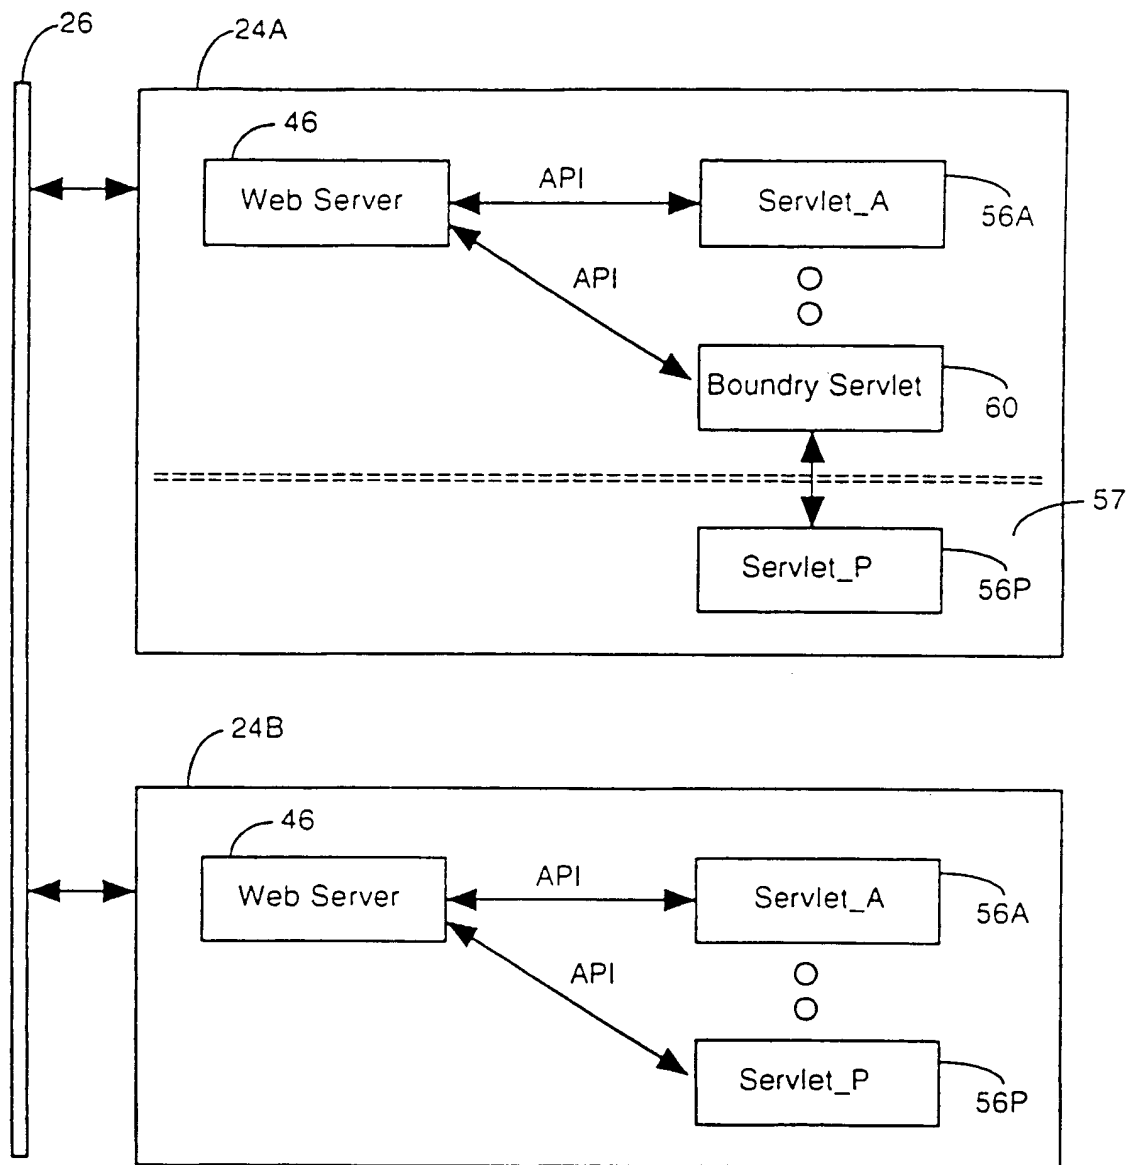 26
24A
46
Web Server
API
Servlet_A
56A
API
Boundry Servlet
60
57
Servlet_P
56P
24B
46
Web Server
API
Servlet_A
56A
API
Servlet_P
56P